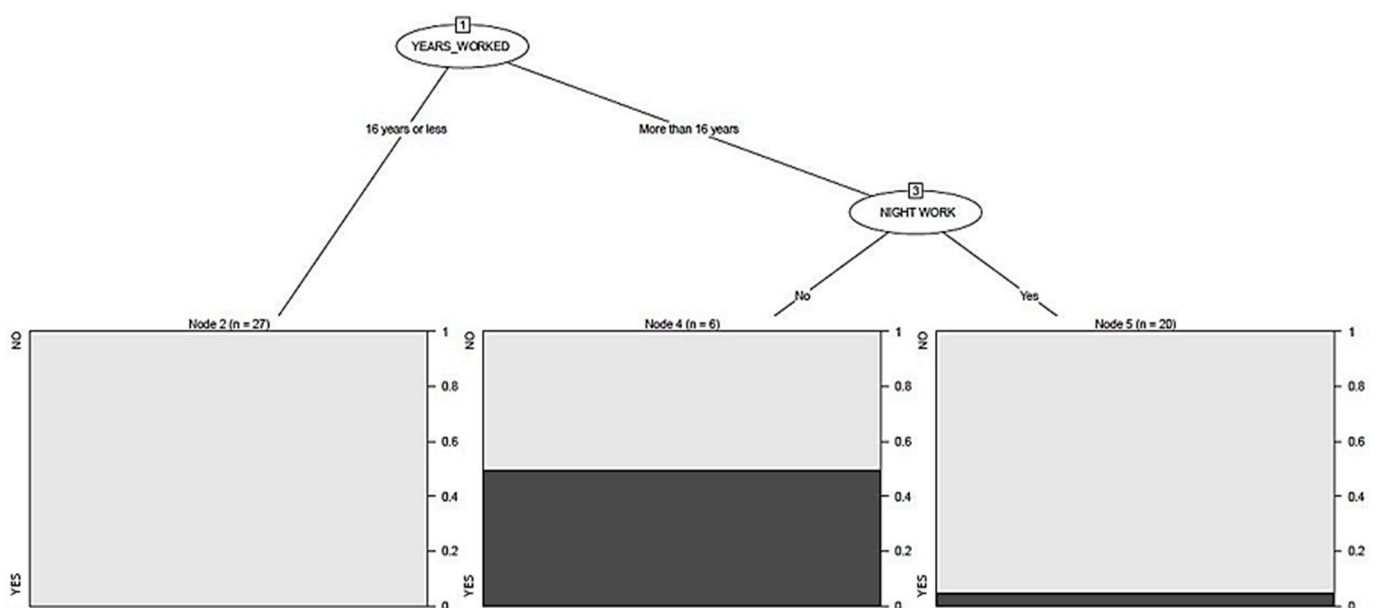 1
YEARS_WORKED
16 years or less
More than 16 years
3
NIGHT WORK
No
Yes
Node 2 (n = 27)
NO
YES
1
0.8
0.6
0.4
0.2
0
Node 4 (n = 6)
NO
YES
1
0.8
0.6
0.4
0.2
0
Node 5 (n = 20)
NO
YES
1
0.8
0.6
0.4
0.2
0